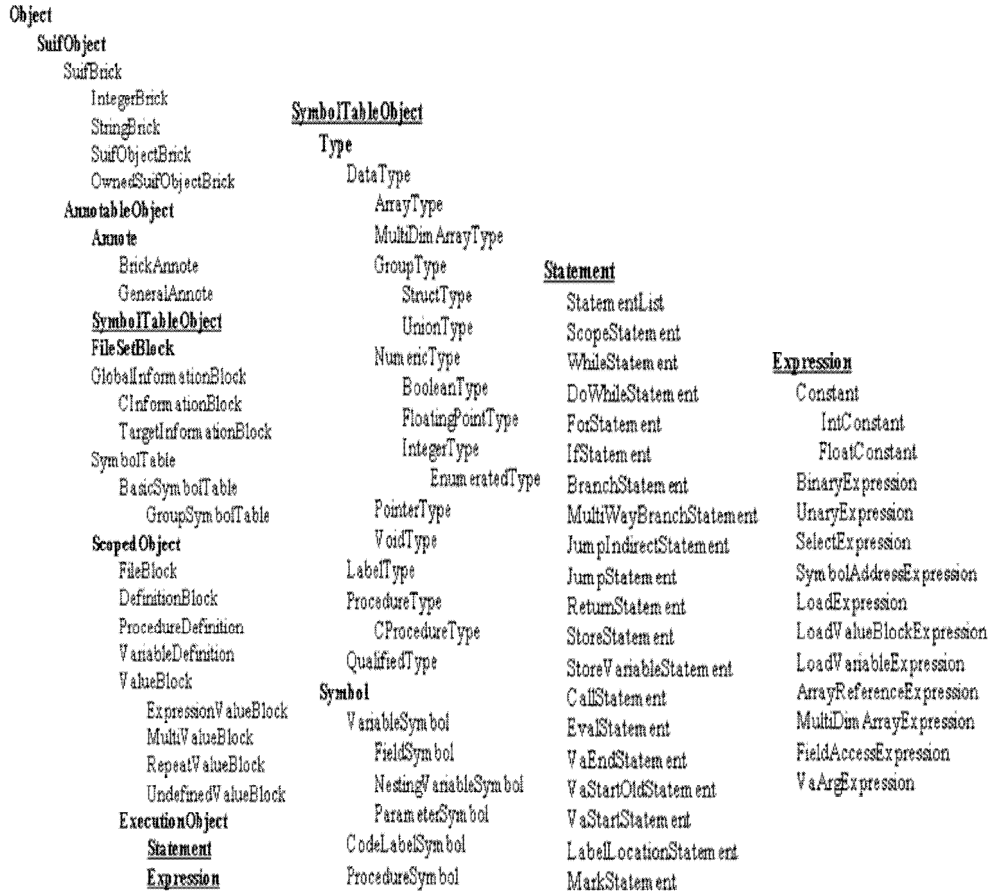 Object
SuifObject
SuifBrick
IntegerBrick
StringBrick
SuifObjectBrick
OwnedSuifObjectBrick
AnnotableObject
Annote
BrickAnnote
GeneralAnnote
SymbolTableObject
FileSetBlock
GlobalInformationBlock
CInformationBlock
TargetInformationBlock
SymbolTable
BasicSymbolTable
GroupSymbolTable
ScopedObject
FileBlock
DefinitionBlock
ProcedureDefinition
VariableDefinition
ValueBlock
ExpressionValueBlock
MultiValueBlock
RepeatValueBlock
UndefinedValueBlock
ExecutionObject
Statement
Expression
SymbolTableObject
Type
DataType
ArrayType
MultiDimArrayType
GroupType
StructType
UnionType
NumericType
BooleanType
FloatingPointType
IntegerType
EnumeratedType
PointerType
VoidType
LabelType
ProcedureType
CProcedureType
QualifiedType
Symbol
VariableSymbol
FieldSymbol
NestingVariableSymbol
ParameterSymbol
CodeLabelSymbol
ProcedureSymbol
Statement
StatementList
ScopeStatement
WhileStatement
DoWhileStatement
ForStatement
IfStatement
BranchStatement
MultiWayBranchStatement
JumpIndirectStatement
JumpStatement
ReturnStatement
StoreStatement
StoreVariableStatement
CallStatement
EvalStatement
VaEndStatement
VaStartOldStatement
VaStartStatement
LabelLocationStatement
MarkStatement
Expression
Constant
IntConstant
FloatConstant
BinaryExpression
UnaryExpression
SelectExpression
SymbolAddressExpression
LoadExpression
LoadValueBlockExpression
LoadVariableExpression
ArrayReferenceExpression
MultiDimArrayExpression
FieldAccessExpression
VaArgExpression